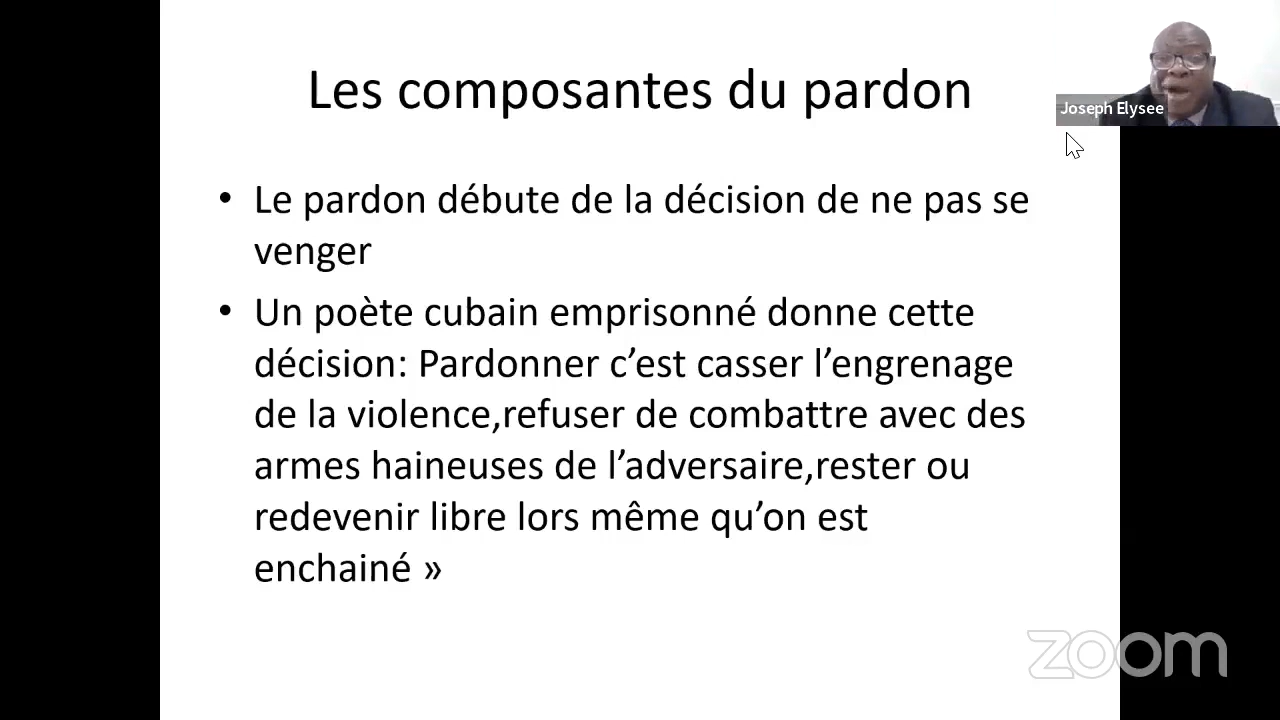 Les composantes du pardon
Joseph Elysee
• Le pardon débute de la décision de ne pas se
venger
• Un poète cubain emprisonné donne cette
décision: Pardonner c’est casser l’engrenage
de la violence,refuser de combattre avec des
armes haineuses de l’adversaire,rester ou
redevenir libre lors même qu’on est
enchainé »
zoom